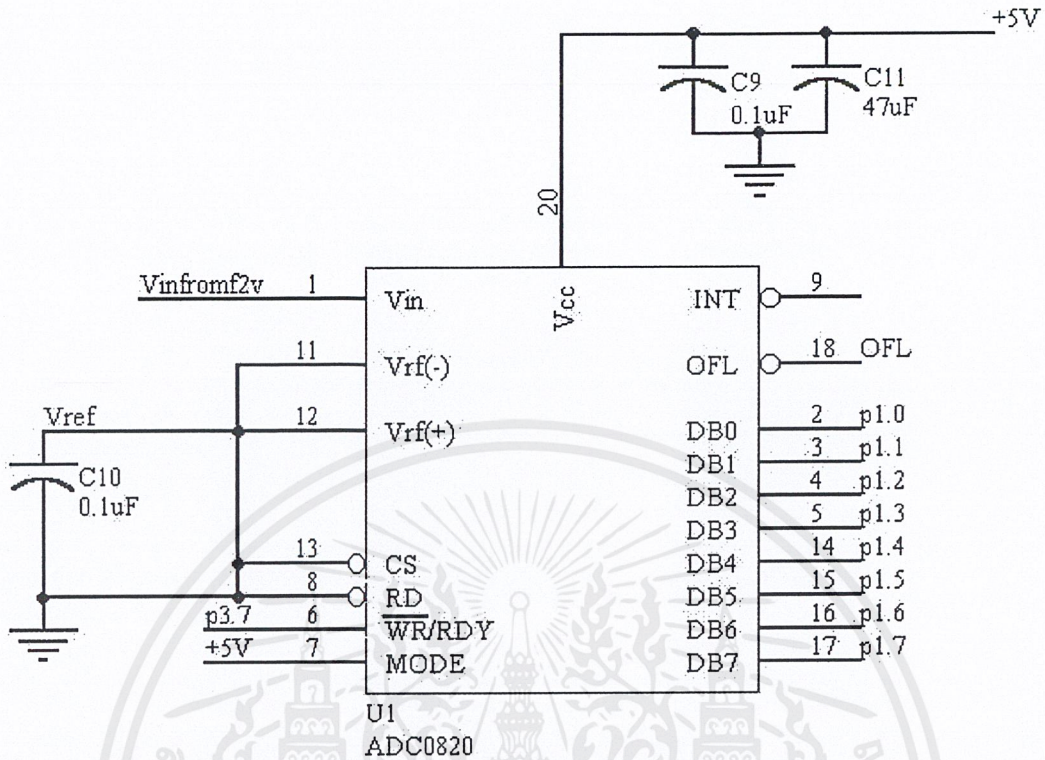 +5V
C9
0.1uF
C11
47uF
20
Vinfromf2v 1 Vin
Vcc
INT 9
11 Vrf(-)
OFL 18 OFL
Vref 12 Vrf(+)
DB0 2 p1.0
DB1 3 p1.1
C10
0.1uF
DB2 4 p1.2
DB3 5 p1.3
13 CS
DB4 14 p1.4
8 RD
DB5 15 p1.5
p3.7 6 WR/RDY
DB6 16 p1.6
+5V 7 MODE
DB7 17 p1.7
U1
ADC0820